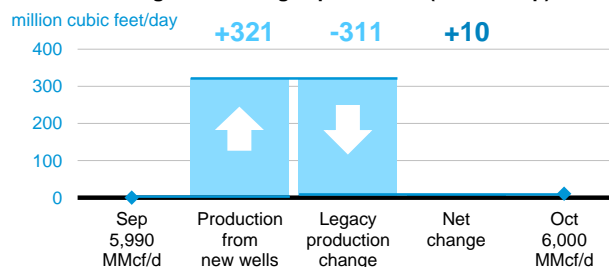 million cubic feet/day
+321 -311 +10
400
300
200
100
0
Sep
5,990
MMcf/d
Production
from
new wells
Legacy
production
change
Net
change
Oct
6,000
MMcf/d